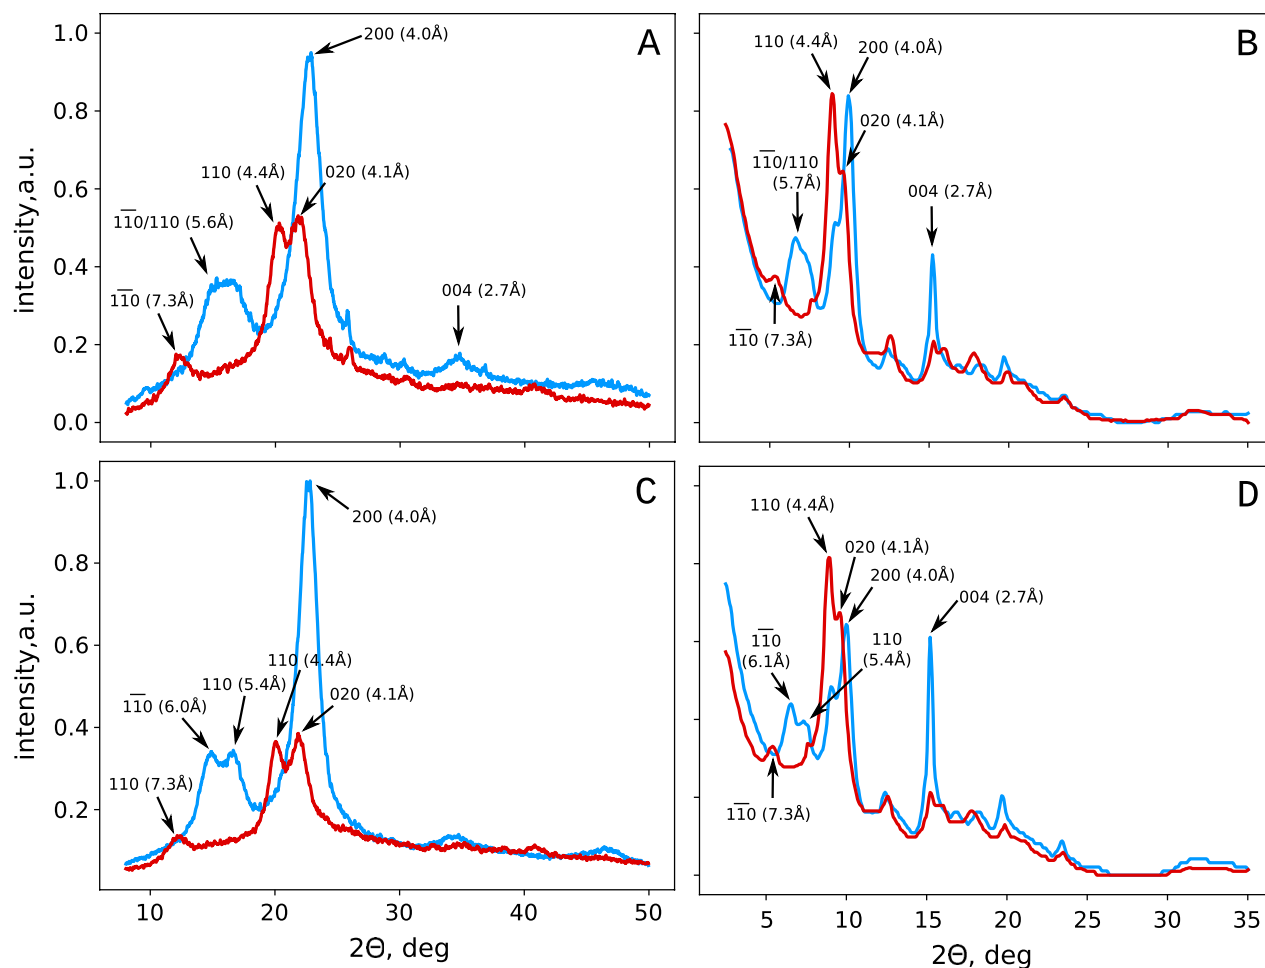 A
200 (4.0Å)
110 (4.4Å)
020 (4.1Å)
1̅1̅0/110 (5.6Å)
1̅1̅0 (7.3Å)
004 (2.7Å)
1.0
0.8
0.6
0.4
0.2
0.0
intensity,a.u.
B
110 (4.4Å)
200 (4.0Å)
020 (4.1Å)
1̅1̅0/110
(5.7Å)
004 (2.7Å)
1̅1̅0 (7.3Å)
C
200 (4.0Å)
110 (4.4Å)
110 (5.4Å)
020 (4.1Å)
1̅1̅0 (6.0Å)
110 (7.3Å)
1.0
0.8
0.6
0.4
0.2
intensity,a.u.
10 20 30 40 50
2Θ, deg
D
110 (4.4Å)
020 (4.1Å)
200 (4.0Å)
004 (2.7Å)
1̅1̅0
(6.1Å)
110
(5.4Å)
1̅1̅0 (7.3Å)
5 10 15 20 25 30 35
2Θ, deg